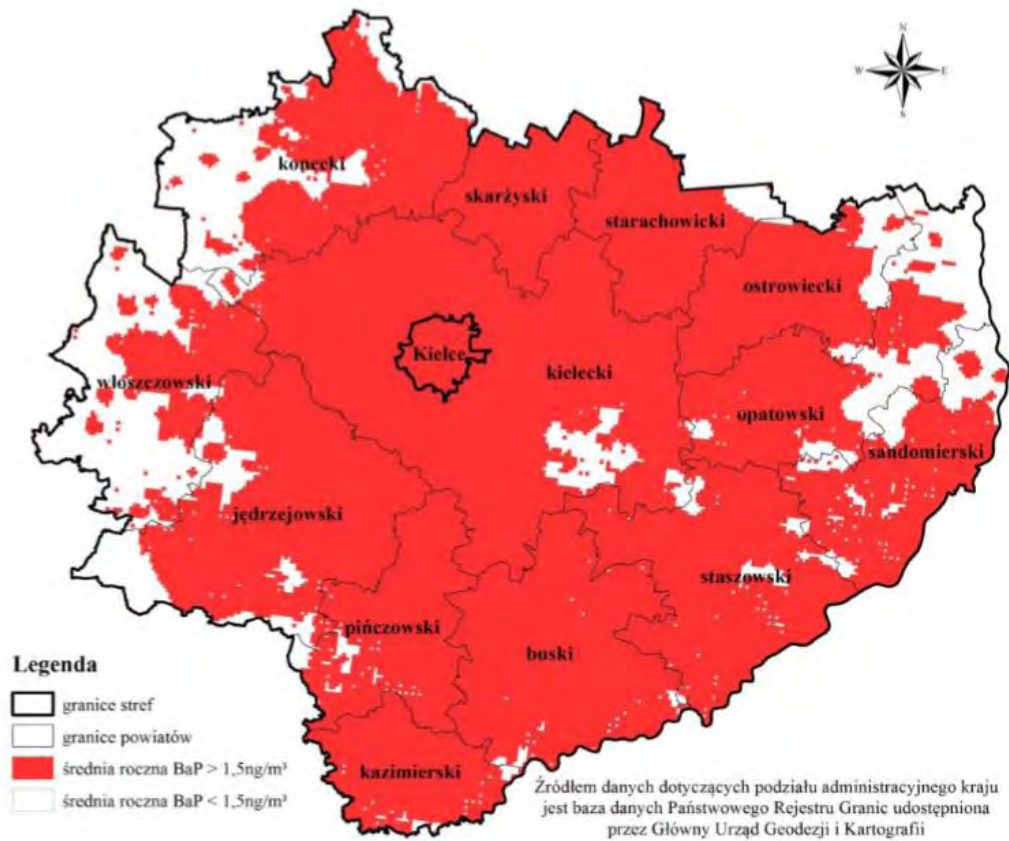 N
W E
S
konecki
skarżyski
starachowicki
ostrowiecki
Kielce
włoszczowski
kielecki
opatowski
sandomierski
jędrzejowski
staszowski
pińczowski
buski
kazimierski
Legenda
granice stref
granice powiatów
średnia roczna BaP > 1,5ng/m³
średnia roczna BaP < 1,5ng/m³
Źródłem danych dotyczących podziału administracyjnego kraju
jest baza danych Państwowego Rejestru Granic udostępniona
przez Główny Urząd Geodezji i Kartografii